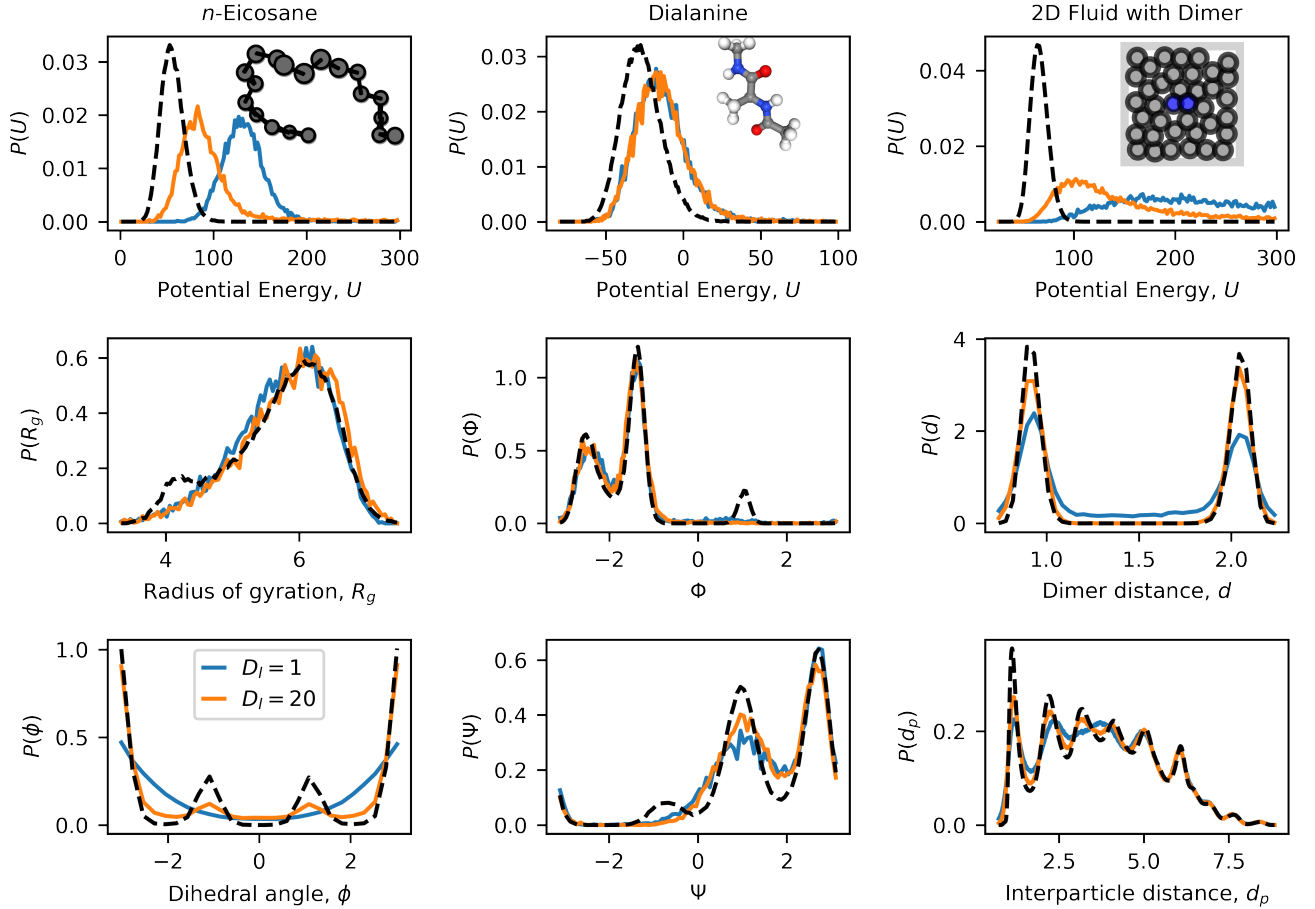 n-Eicosane
Dialanine
2D Fluid with Dimer
P(U)
0.03
0.02
0.01
0.00
0
100
200
300
Potential Energy, U
P(U)
0.03
0.02
0.01
0.00
−50
0
50
100
Potential Energy, U
P(U)
0.04
0.02
0.00
100
200
300
Potential Energy, U
P(R_g)
0.6
0.4
0.2
0.0
4
6
Radius of gyration, R_g
P(Φ)
1.0
0.5
0.0
−2
0
2
Φ
P(d)
4
2
0
1.0
1.5
2.0
Dimer distance, d
P(ϕ)
1.0
0.5
0.0
D_l = 1
D_l = 20
−2
0
2
Dihedral angle, ϕ
P(Ψ)
0.6
0.4
0.2
0.0
−2
0
2
Ψ
P(d_p)
0.2
0.0
2.5
5.0
7.5
Interparticle distance, d_p